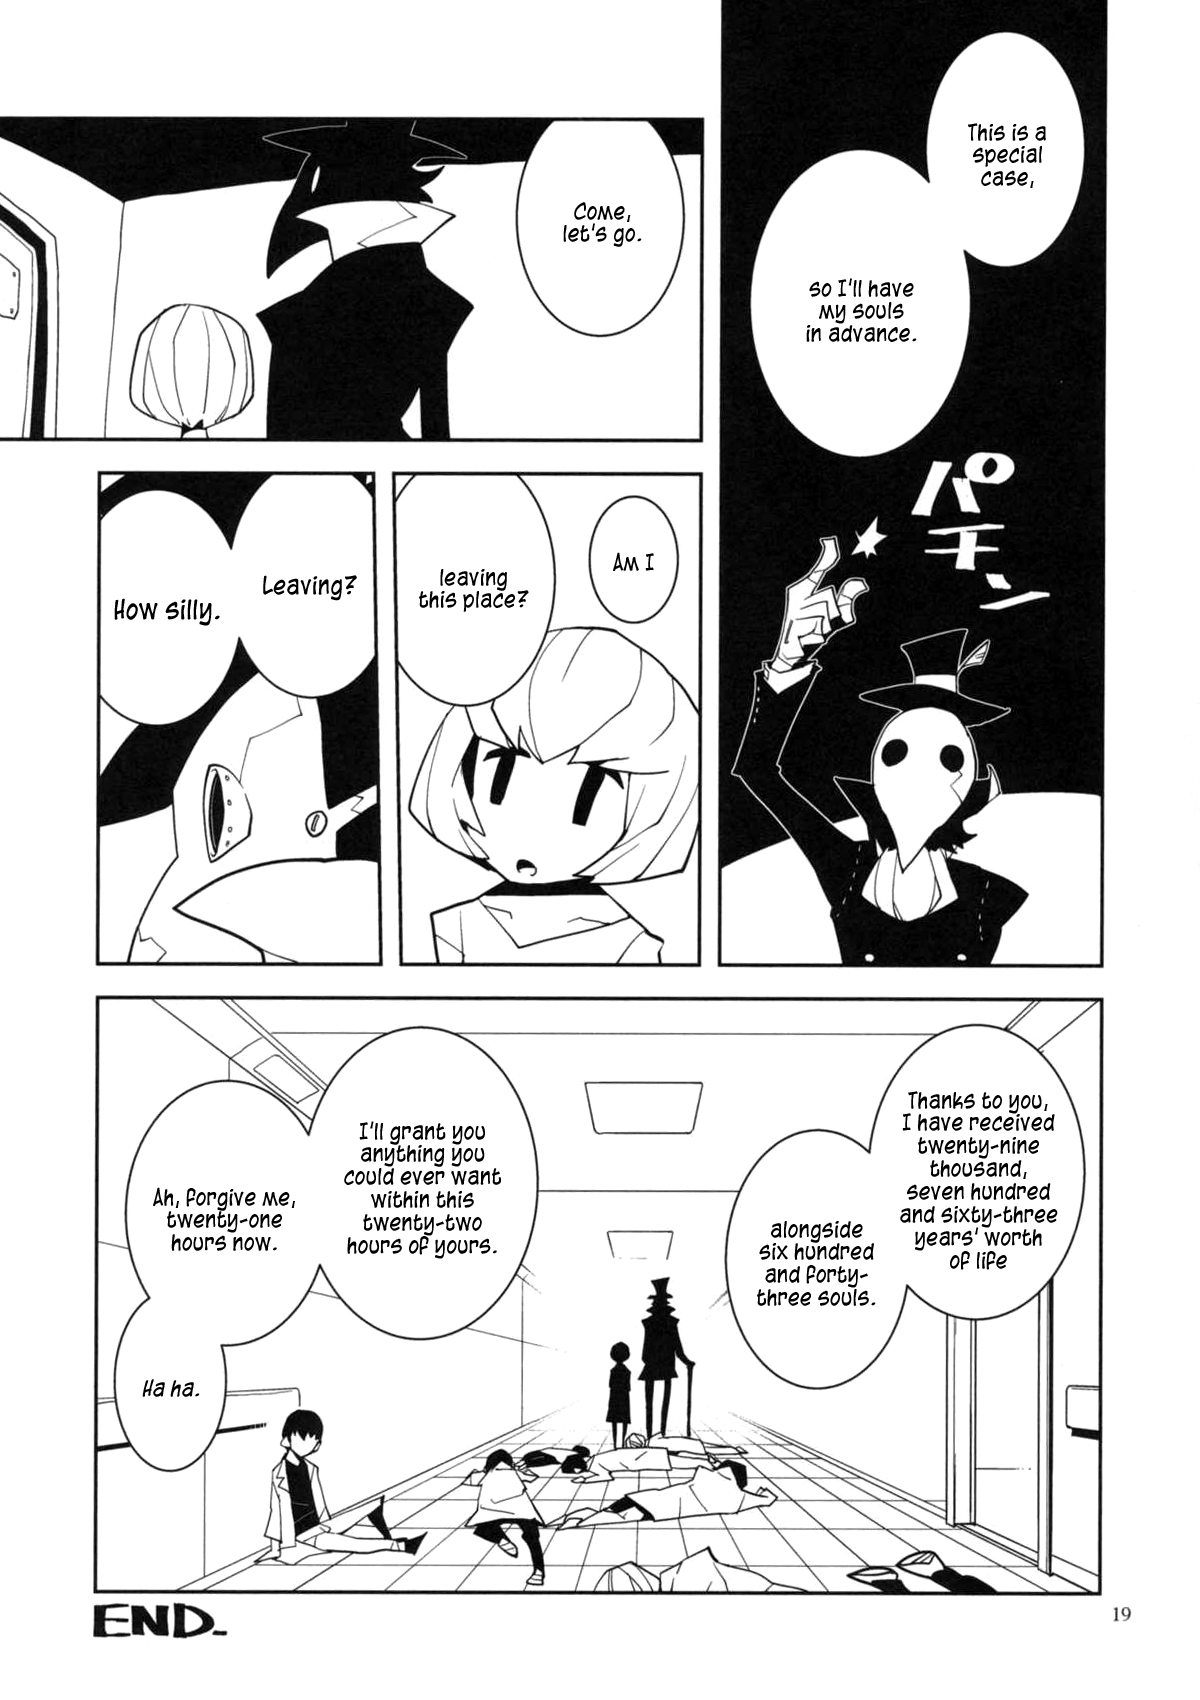 This is a
special
case,
so I'll have
my souls
in advance.
パチン
Come,
let's go.
Am I
leaving
this place?
Leaving?
How silly.
Thanks to you,
I have received
twenty-nine
thousand,
seven hundred
and sixty-three
years' worth
of life
alongside
six hundred
and forty-
three souls.
I'll grant you
anything you
could ever want
within this
twenty-two
hours of yours.
Ah, forgive me,
twenty-one
hours now.
Ha ha.
END_
19